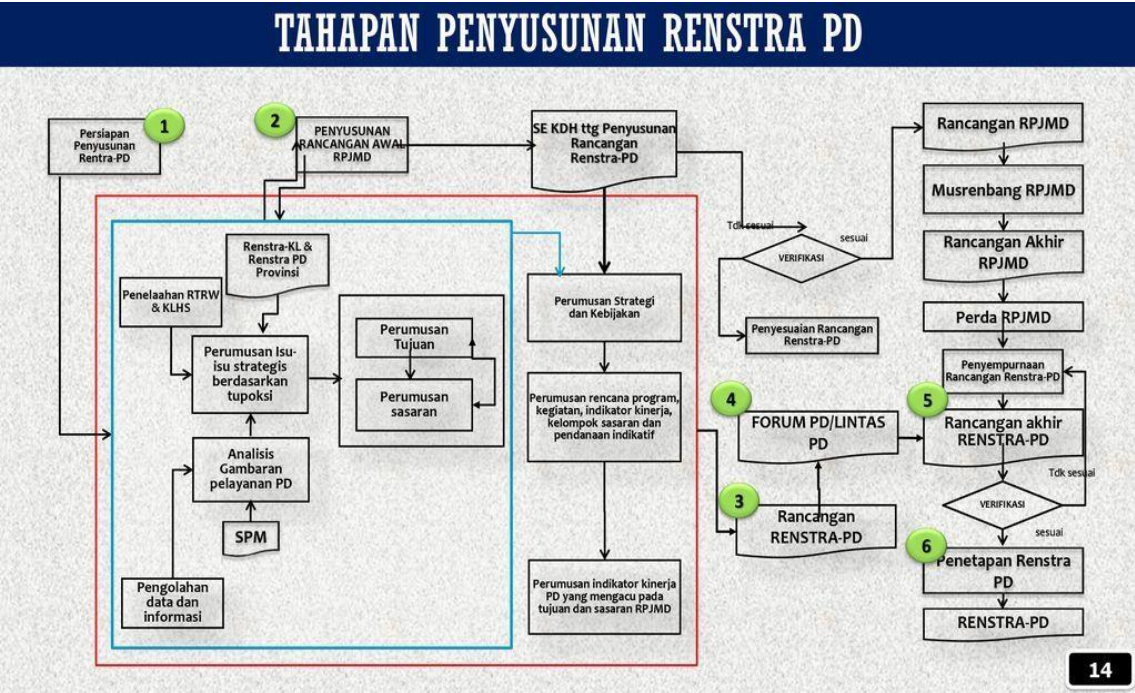 TAHAPAN PENYUSUNAN RENSTRA PD
1
Persiapan
Penyusunan
Rentra-PD
2
PENYUSUNAN
RANCANGAN AWAL
RPJMD
SE KDH ttg Penyusunan
Rancangan
Renstra-PD
Renstra-KL &
Renstra PD
Provinsi
Penelaahan RTRW
& KLHS
Perumusan Isu-
isu strategis
berdasarkan
tupoksi
Perumusan
Tujuan
Perumusan
sasaran
Analisis
Gambaran
pelayanan PD
SPM
Pengolahan
data dan
informasi
Perumusan Strategi
dan Kebijakan
Perumusan rencana program,
kegiatan, indikator kinerja,
kelompok sasaran dan
pendanaan indikatif
Perumusan indikator kinerja
PD yang mengacu pada
tujuan dan sasaran RPJMD
Tdk sesuai
sesuai
VERIFIKASI
Penyesuaian Rancangan
Renstra-PD
3
Rancangan
RENSTRA-PD
4
FORUM PD/LINTAS
PD
Rancangan RPJMD
Musrenbang RPJMD
Rancangan Akhir
RPJMD
Perda RPJMD
Penyempurnaan
Rancangan Renstra-PD
5
Rancangan akhir
RENSTRA-PD
Tdk sesuai
VERIFIKASI
sesuai
6
Penetapan Renstra
PD
RENSTRA-PD
14